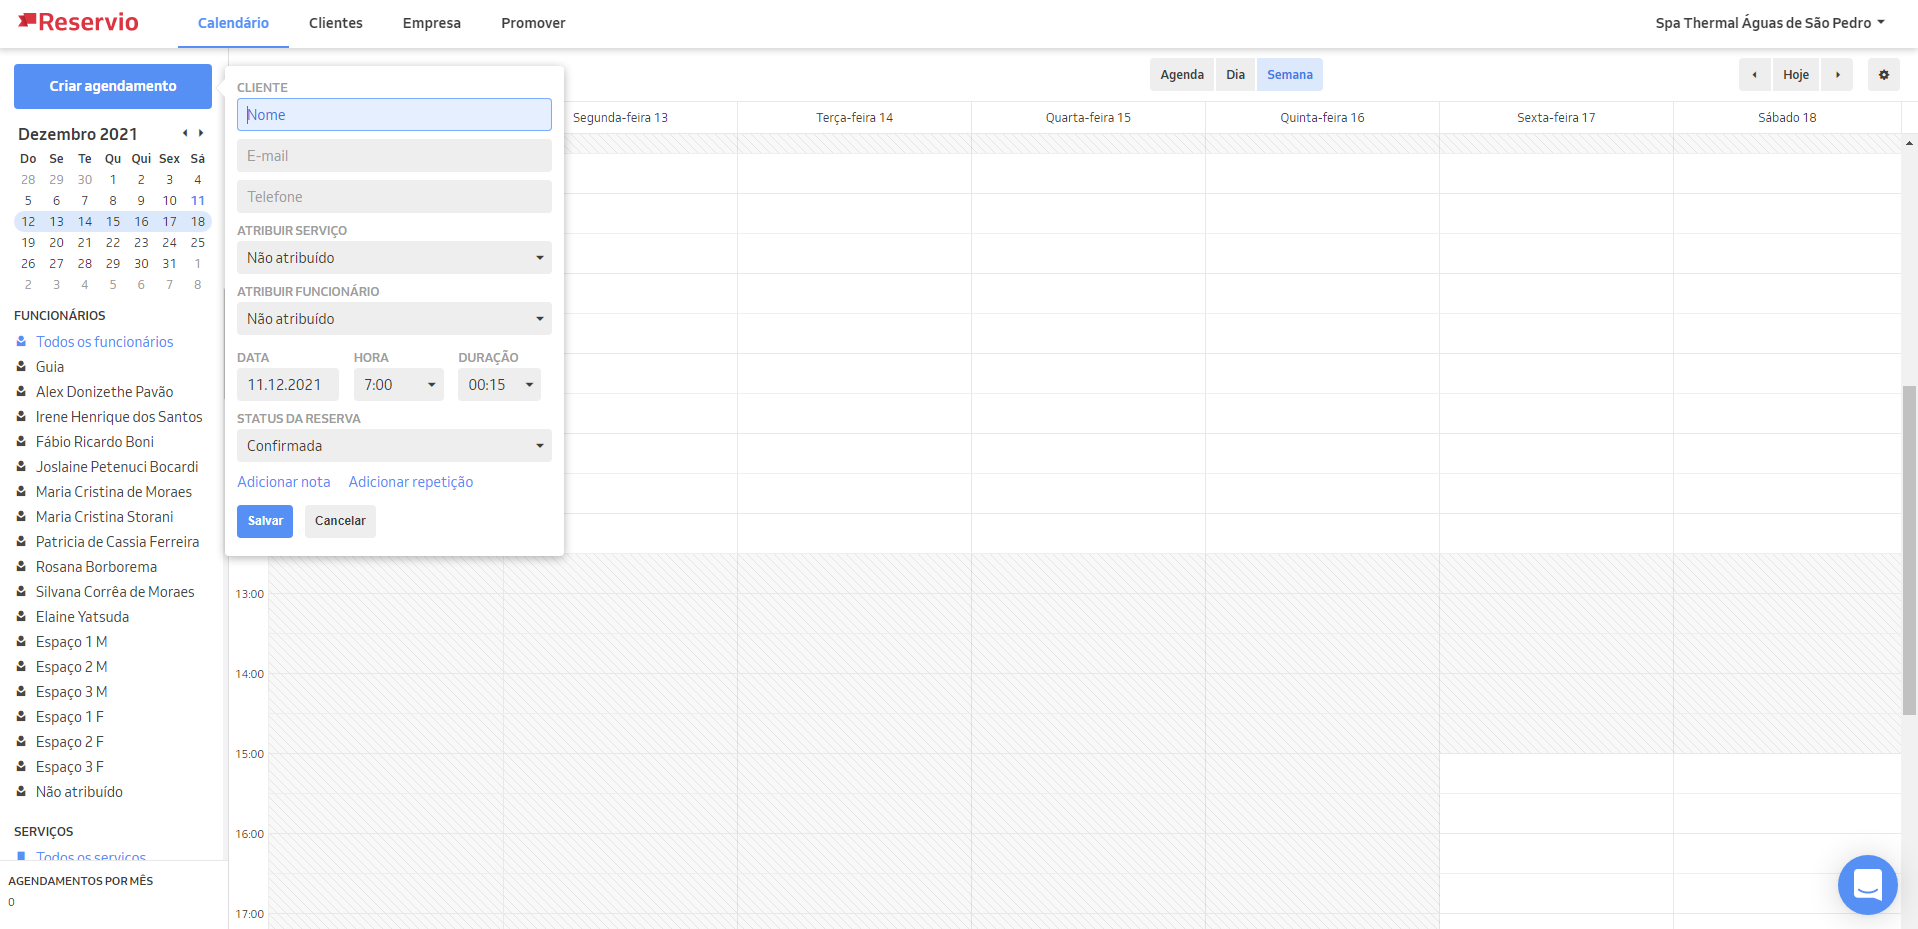 Reservio
Calendário
Clientes
Empresa
Promover
Spa Thermal Águas de São Pedro
Criar agendamento
Dezembro 2021
Do Se Te Qu Qui Sex Sá
28 29 30 1 2 3 4
5 6 7 8 9 10 11
12 13 14 15 16 17 18
19 20 21 22 23 24 25
26 27 28 29 30 31 1
2 3 4 5 6 7 8
FUNCIONÁRIOS
Todos os funcionários
Guia
Alex Donizethe Pavão
Irene Henrique dos Santos
Fábio Ricardo Boni
Joslaine Petenuci Bocardi
Maria Cristina de Moraes
Maria Cristina Storani
Patricia de Cassia Ferreira
Rosana Borborema
Silvana Corrêa de Moraes
Elaine Yatsuda
Espaço 1 M
Espaço 2 M
Espaço 3 M
Espaço 1 F
Espaço 2 F
Espaço 3 F
Não atribuído
SERVIÇOS
Todos os serviços
AGENDAMENTOS POR MÊS
0
CLIENTE
Nome
E-mail
Telefone
ATRIBUIR SERVIÇO
Não atribuído
ATRIBUIR FUNCIONÁRIO
Não atribuído
DATA HORA DURAÇÃO
11.12.2021 7:00 00:15
STATUS DA RESERVA
Confirmada
Adicionar nota Adicionar repetição
Salvar Cancelar
Agenda Dia Semana
Hoje
Segunda-feira 13 Terça-feira 14 Quarta-feira 15 Quinta-feira 16 Sexta-feira 17 Sábado 18
13:00
14:00
15:00
16:00
17:00